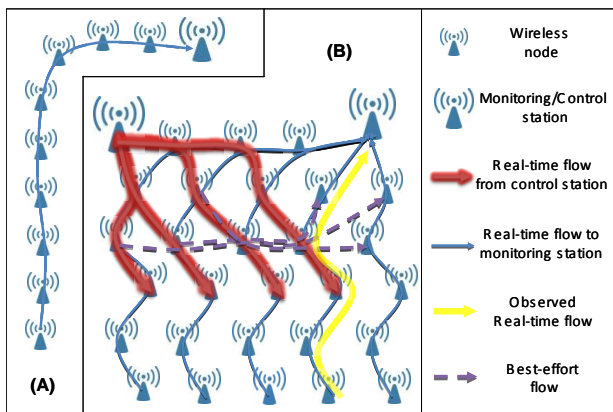 (A)
(B)
Wireless
node
Monitoring/Control
station
Real-time flow
from control station
Real-time flow to
monitoring station
Observed
Real-time flow
Best-effort
flow